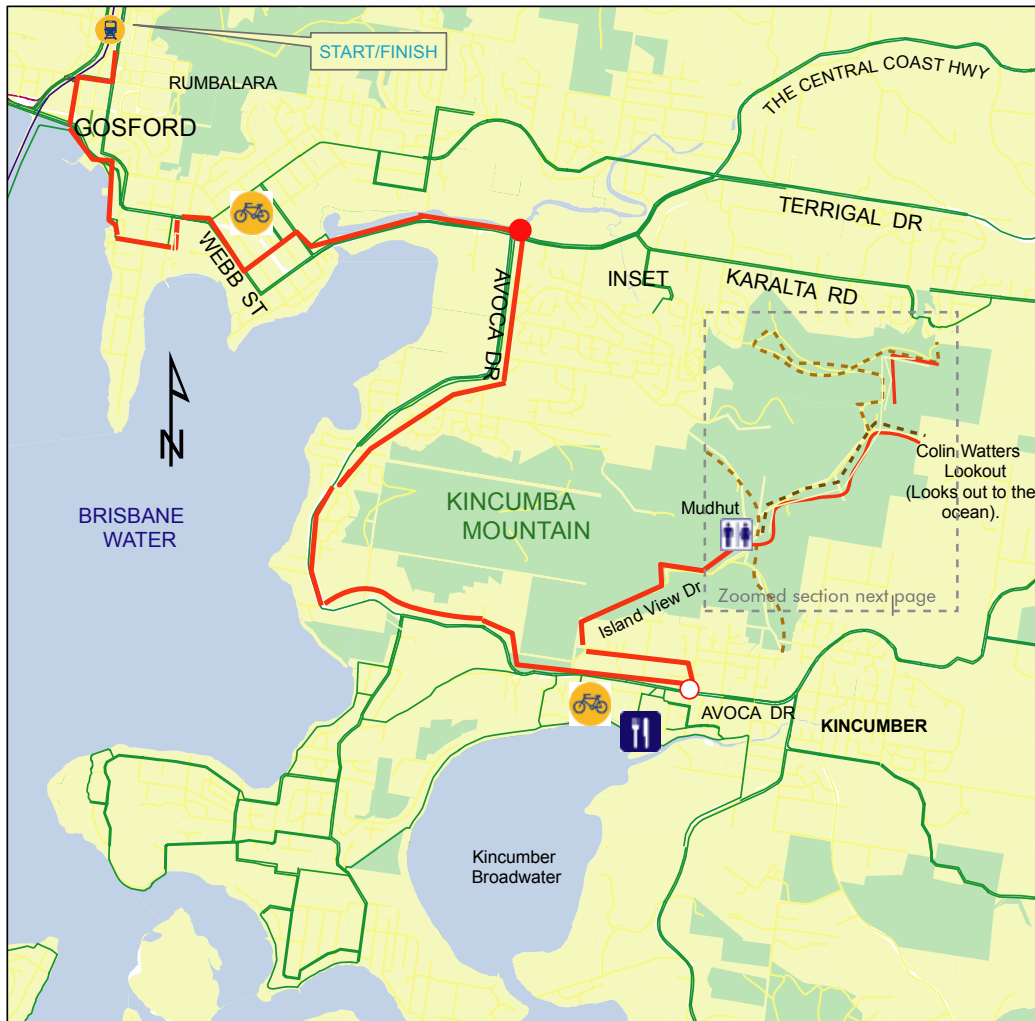 START/FINISH
RUMBALARA
THE CENTRAL COAST HWY
GOSFORD
TERRIGAL DR
WEBB ST
AVOCA DR
INSET
KARALTA RD
N
BRISBANE
WATER
KINCUMBA
MOUNTAIN
Mudhut
Colin Watters
Lookout
(Looks out to the
ocean).
Island View Dr
Zoomed section next page
AVOCA DR
KINCUMBER
Kincumber
Broadwater